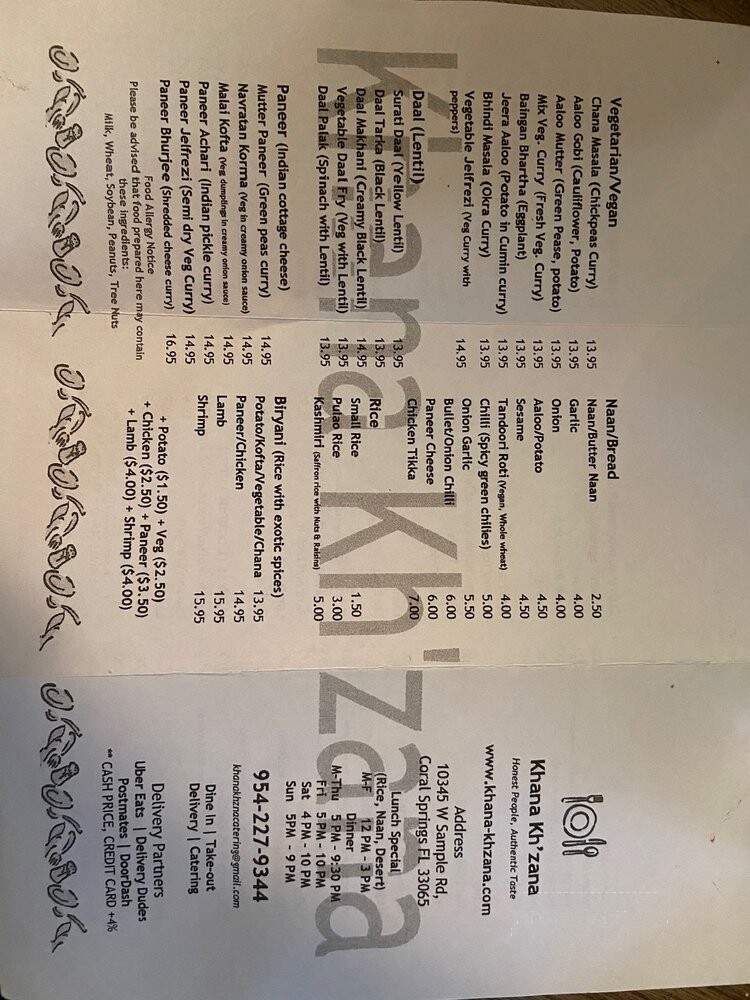 Vegetarian/Vegan
Chana Masala (Chickpeas Curry) 13.95
Aaloo Gobi (Cauliflower, Potato) 13.95
Aaloo Mutter (Green Pease, potato) 13.95
Mix Veg. Curry (Fresh Veg. Curry) 13.95
Baingan Bhartha (Eggplant) 13.95
Jeera Aaloo (Potato in Cumin curry) 13.95
Bhindi Masala (Okra Curry) 13.95
Vegetable Jelfrezi (Veg Curry with 14.95
peppers)
Daal (Lentil)
Surati Daal (Yellow Lentil) 13.95
Daal Tarka (Black Lentil) 13.95
Daal Makhani (Creamy Black Lentil) 14.95
Vegetable Daal Fry (Veg with Lentil) 13.95
Daal Palak (Spinach with Lentil) 13.95
Paneer (Indian cottage cheese)
Mutter Paneer (Green peas curry) 14.95
Navratan Korma (Veg in creamy onion sauce) 14.95
Malai Kofta (Veg dumplings in creamy onion sauce) 14.95
Paneer Achari (Indian pickle curry) 14.95
Paneer Jelfrezi (Semi dry Veg Curry) 14.95
Paneer Bhurjee (Shredded cheese curry) 16.95
Food Allergy Notice
Please be advised that food prepared here may contain
these ingredients:
Milk, Wheat, Soybean, Peanuts, Tree Nuts
Naan/Bread
Naan/Butter Naan 2.50
Garlic 4.00
Onion 4.00
Aaloo/Potato 4.50
Sesame 4.50
Tandoori Roti (Vegan, Whole wheat) 4.00
Chilli (Spicy green chilies) 5.00
Onion Garlic 5.50
Bullet/Onion Chilli 6.00
Paneer Cheese 6.00
Chicken Tikka 7.00
Rice
Small Rice 1.50
Pulao Rice 3.00
Kashmiri (Saffron rice with Nuts & Raisins) 5.00
Biryani (Rice with exotic spices)
Potato/Kofta/Vegetable/Chana 13.95
Paneer/Chicken 14.95
Lamb 15.95
Shrimp 15.95
+ Potato ($1.50) + Veg ($2.50)
+ Chicken ($2.50) + Paneer ($3.50)
+ Lamb ($4.00) + Shrimp ($4.00)
Khana Kh'zana
Honest People, Authentic Taste
www.khana-khzana.com
Address
10345 W Sample Rd,
Coral Springs FL 33065
Lunch Special
(Rice, Naan, Desert)
M-F 12 PM - 3 PM
Dinner
M-Thu 5 PM- 9:30 PM
Fri 5 PM - 10 PM
Sat 4 PM - 10 PM
Sun 5PM - 9 PM
954-227-9344
khanakhznacatering@gmail.com
Dine In | Take-out
Delivery | Catering
Delivery Partners
Uber Eats | Delivery Dudes
Postmates | DoorDash
** CASH PRICE, CREDIT CARD +4%
Khana Kh'zana